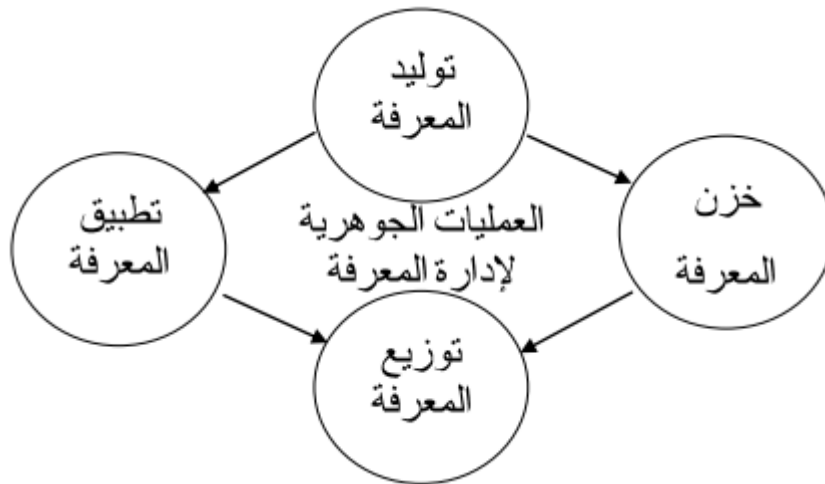 توليد
المعرفة
خزن
المعرفة
العمليات الجوهرية
لإدارة المعرفة
تطبيق
المعرفة
توزيع
المعرفة